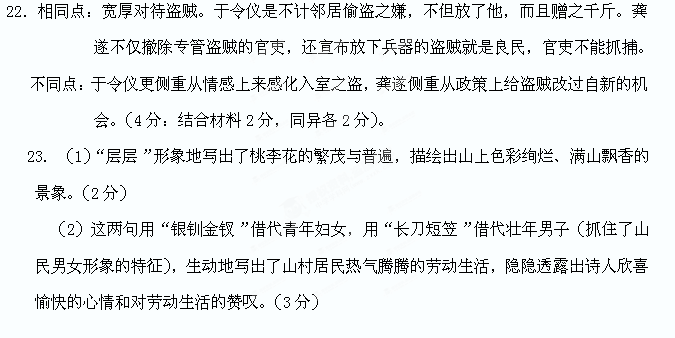 22．相同点：宽厚对待盗贼。于令仪是不计邻居偷盗之嫌，不但放了他，而且赠之千斤。龚
遂不仅撤除专管盗贼的官吏，还宣布放下兵器的盗贼就是良民，官吏不能抓捕。
不同点：于令仪更侧重从情感上来感化入室之盗，龚遂侧重从政策上给盗贼改过自新的机
会。（4分：结合材料2分，同异各2分）。
23．（1）“层层”形象地写出了桃李花的繁茂与普遍，描绘出山上色彩绚烂、满山飘香的
景象。（2分）
（2）这两句用“银钏金钗”借代青年妇女，用“长刀短笠”借代壮年男子（抓住了山
民男女形象的特征），生动地写出了山村居民热气腾腾的劳动生活，隐隐透露出诗人欣喜
愉快的心情和对劳动生活的赞叹。（3分）